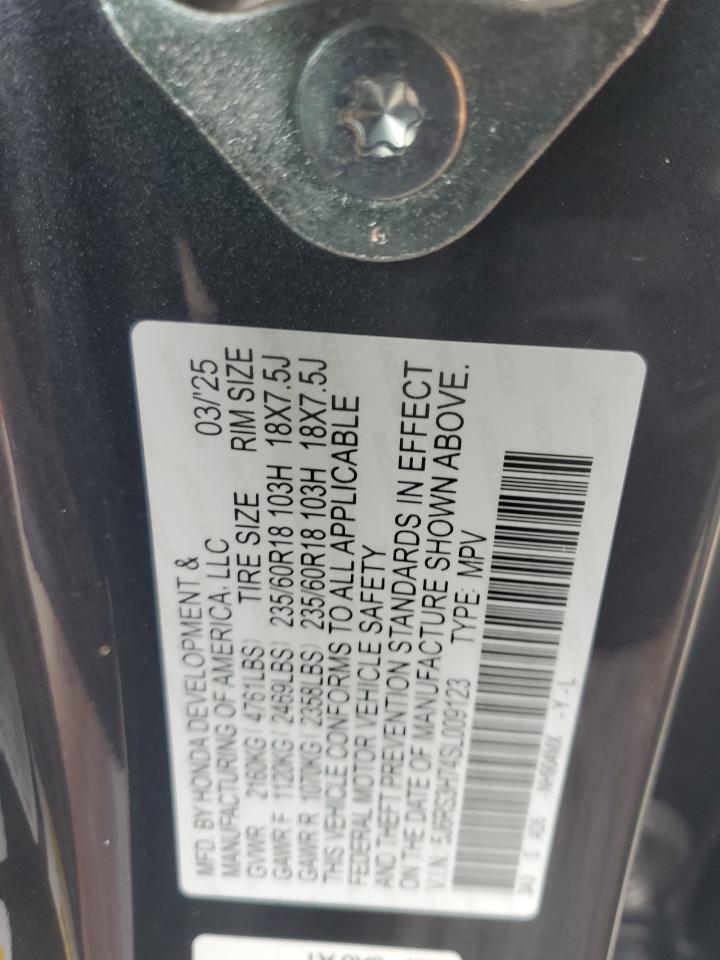 MFD. BY HONDA DEVELOPMENT &
MANUFACTURING OF AMERICA, LLC 03/'25
GVWR 2160KG ( 4761LBS) TIRE SIZE RIM SIZE
GAWR F 1120KG ( 2469LBS) 235/60R18 103H 18X7.5J
GAWR R 1070KG ( 2358LBS) 235/60R18 103H 18X7.5J
THIS VEHICLE CONFORMS TO ALL APPLICABLE
FEDERAL MOTOR VEHICLE SAFETY
AND THEFT PREVENTION STANDARDS IN EFFECT
ON THE DATE OF MANUFACTURE SHOWN ABOVE.
V.I.N. TYPE: MPV
-Y-L